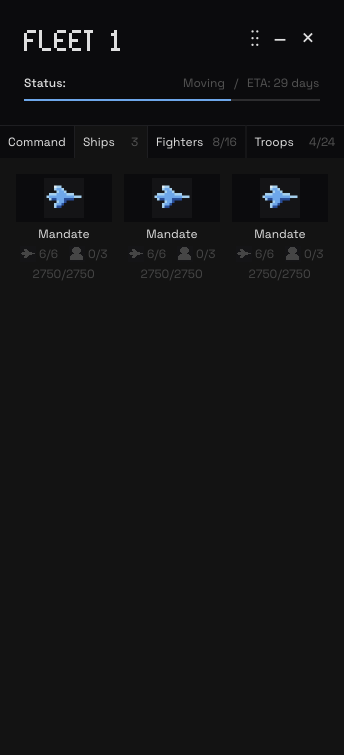 FLEET 1
Status: Moving / ETA: 29 days
Command Ships 3 Fighters 8/16 Troops 4/24
Mandate Mandate Mandate
6/6 0/3 6/6 0/3 6/6 0/3
2750/2750 2750/2750 2750/2750